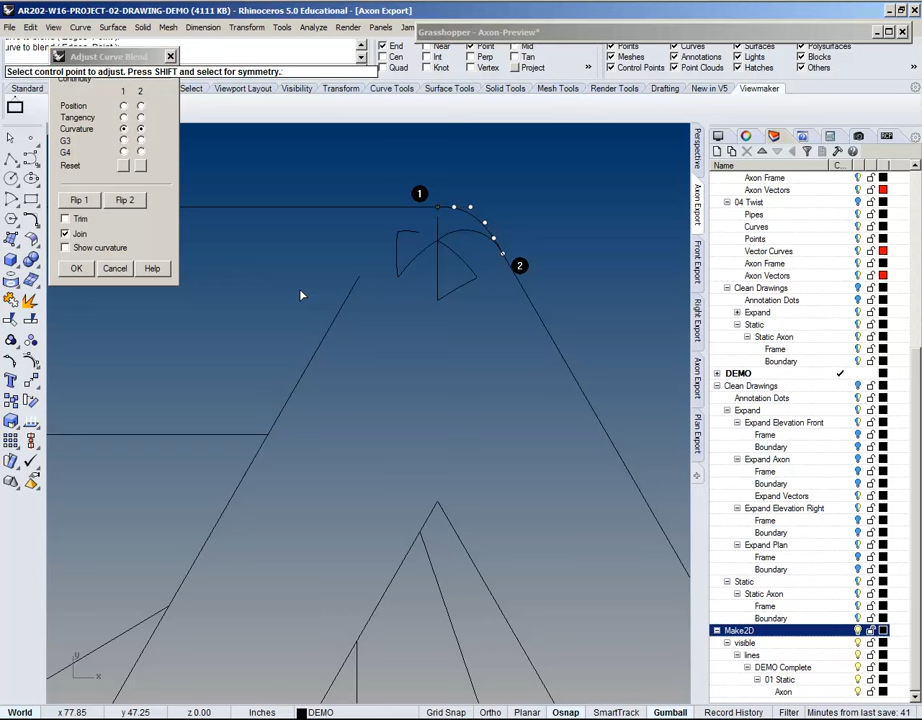 AR202-W16-PROJECT-02-DRAWING-DEMO (4111 KB) - Rhinoceros 5.0 Educational - [Axon Export]
File Edit View Curve Surface Solid Mesh Dimension Transform Tools Analyze Render Panels
Grasshopper - Axon-Preview*
Adjust Curve Blend
Select control point to adjust. Press SHIFT and select for symmetry.:
End Near Point Mid
Cen Int Perp Tan
Quad Knot Vertex Project
Points Curves Surfaces Polysurfaces
Meshes Annotations Lights Blocks
Control Points Point Clouds Hatches Others
Standard Select Viewport Layout Visibility Transform Curve Tools Surface Tools Solid Tools Mesh Tools Render Tools Drafting New in V5 Viewmaker
Continuity
1 2
Position
Tangency
Curvature
G3
G4
Reset
Flip 1 Flip 2
Trim
Join
Show curvature
OK Cancel Help
1
2
y
x
Perspective
Axon Export
Front Export
Right Export
Axon Export
Plan Export
Name C...
Axon Frame
Axon Vectors
04 Twist
Pipes
Curves
Points
Vector Curves
Axon Frame
Axon Vectors
Clean Drawings
Annotation Dots
Expand
Static
Static Axon
Frame
Boundary
DEMO
Clean Drawings
Annotation Dots
Expand
Expand Elevation Front
Frame
Boundary
Expand Axon
Frame
Boundary
Expand Vectors
Expand Elevation Right
Frame
Boundary
Expand Plan
Frame
Boundary
Static
Static Axon
Frame
Boundary
Make2D
visible
lines
DEMO Complete
01 Static
Axon
World x 77.85 y 47.25 z 0.00 Inches DEMO Grid Snap Ortho Planar Osnap SmartTrack Gumball Record History Filter Minutes from last save: 41